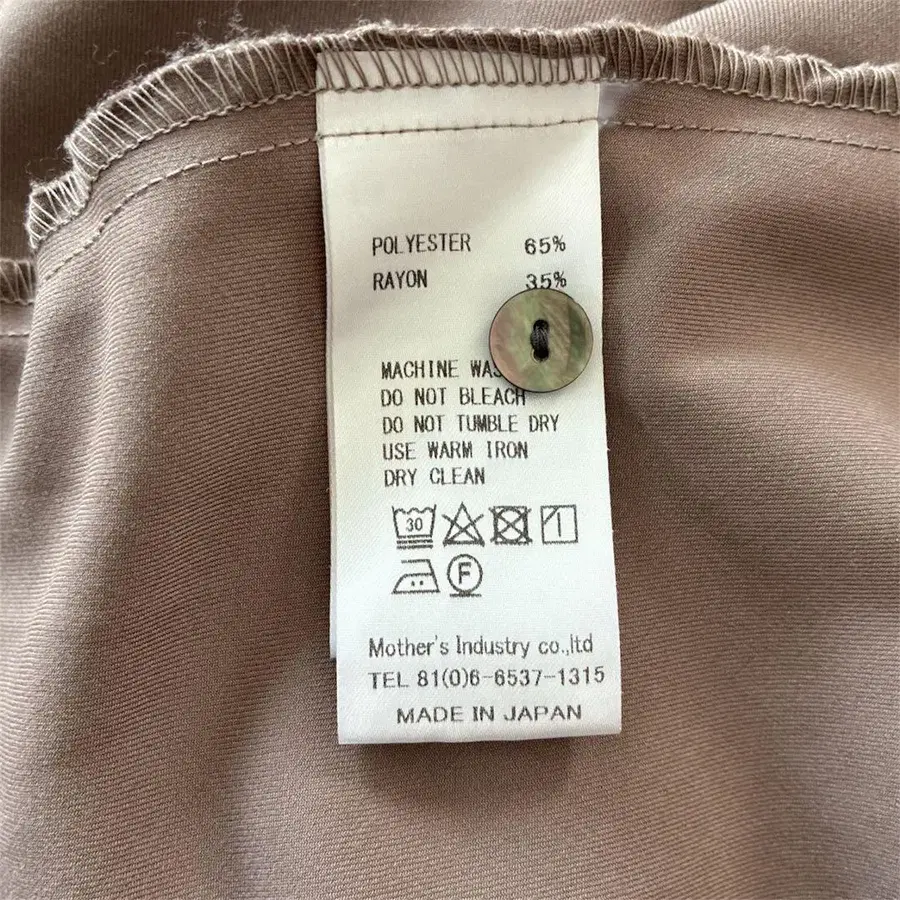 POLYESTER 65%
RAYON 35%
MACHINE
DO NOT BLEACH
DO NOT TUMBLE DRY
USE WARM IRON
DRY CLEAN
30
F
Mother's Industry co.,ltd
TEL 81(0)6-6537-1315
MADE IN JAPAN